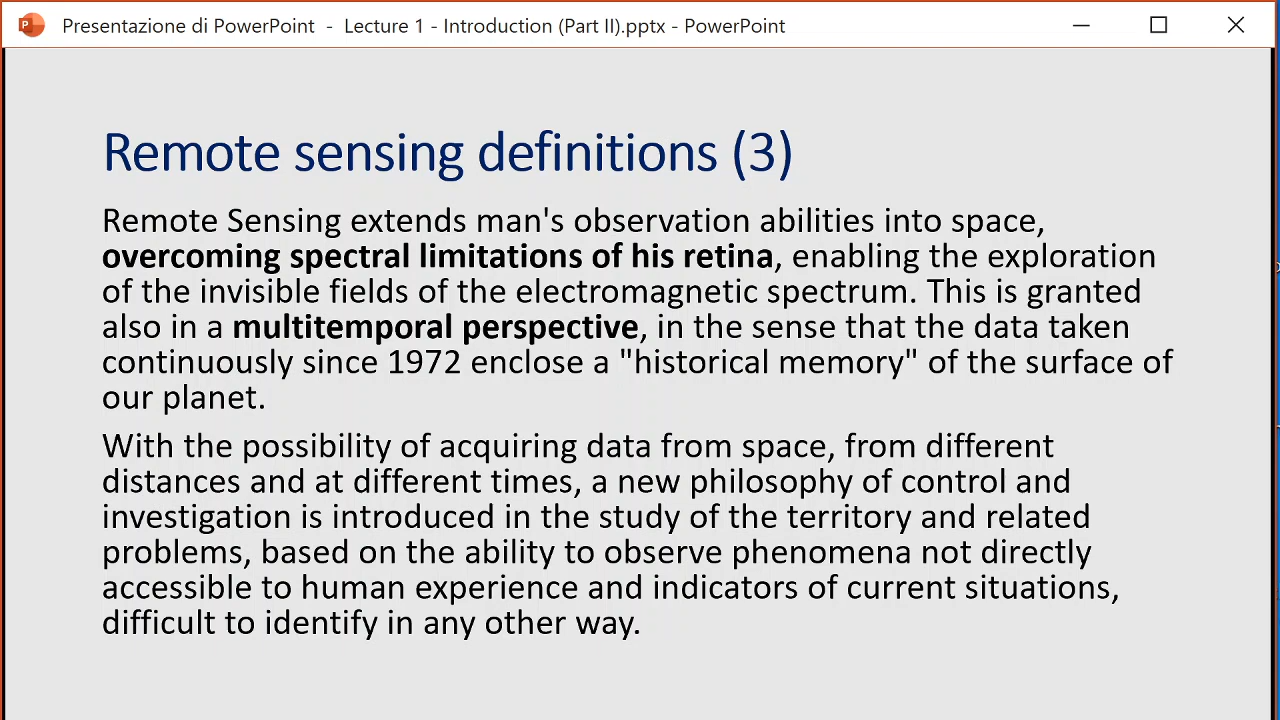 Presentazione di PowerPoint - Lecture 1 - Introduction (Part II).pptx - PowerPoint
Remote sensing definitions (3)
Remote Sensing extends man's observation abilities into space,
overcoming spectral limitations of his retina, enabling the exploration
of the invisible fields of the electromagnetic spectrum. This is granted
also in a multitemporal perspective, in the sense that the data taken
continuously since 1972 enclose a "historical memory" of the surface of
our planet.
With the possibility of acquiring data from space, from different
distances and at different times, a new philosophy of control and
investigation is introduced in the study of the territory and related
problems, based on the ability to observe phenomena not directly
accessible to human experience and indicators of current situations,
difficult to identify in any other way.